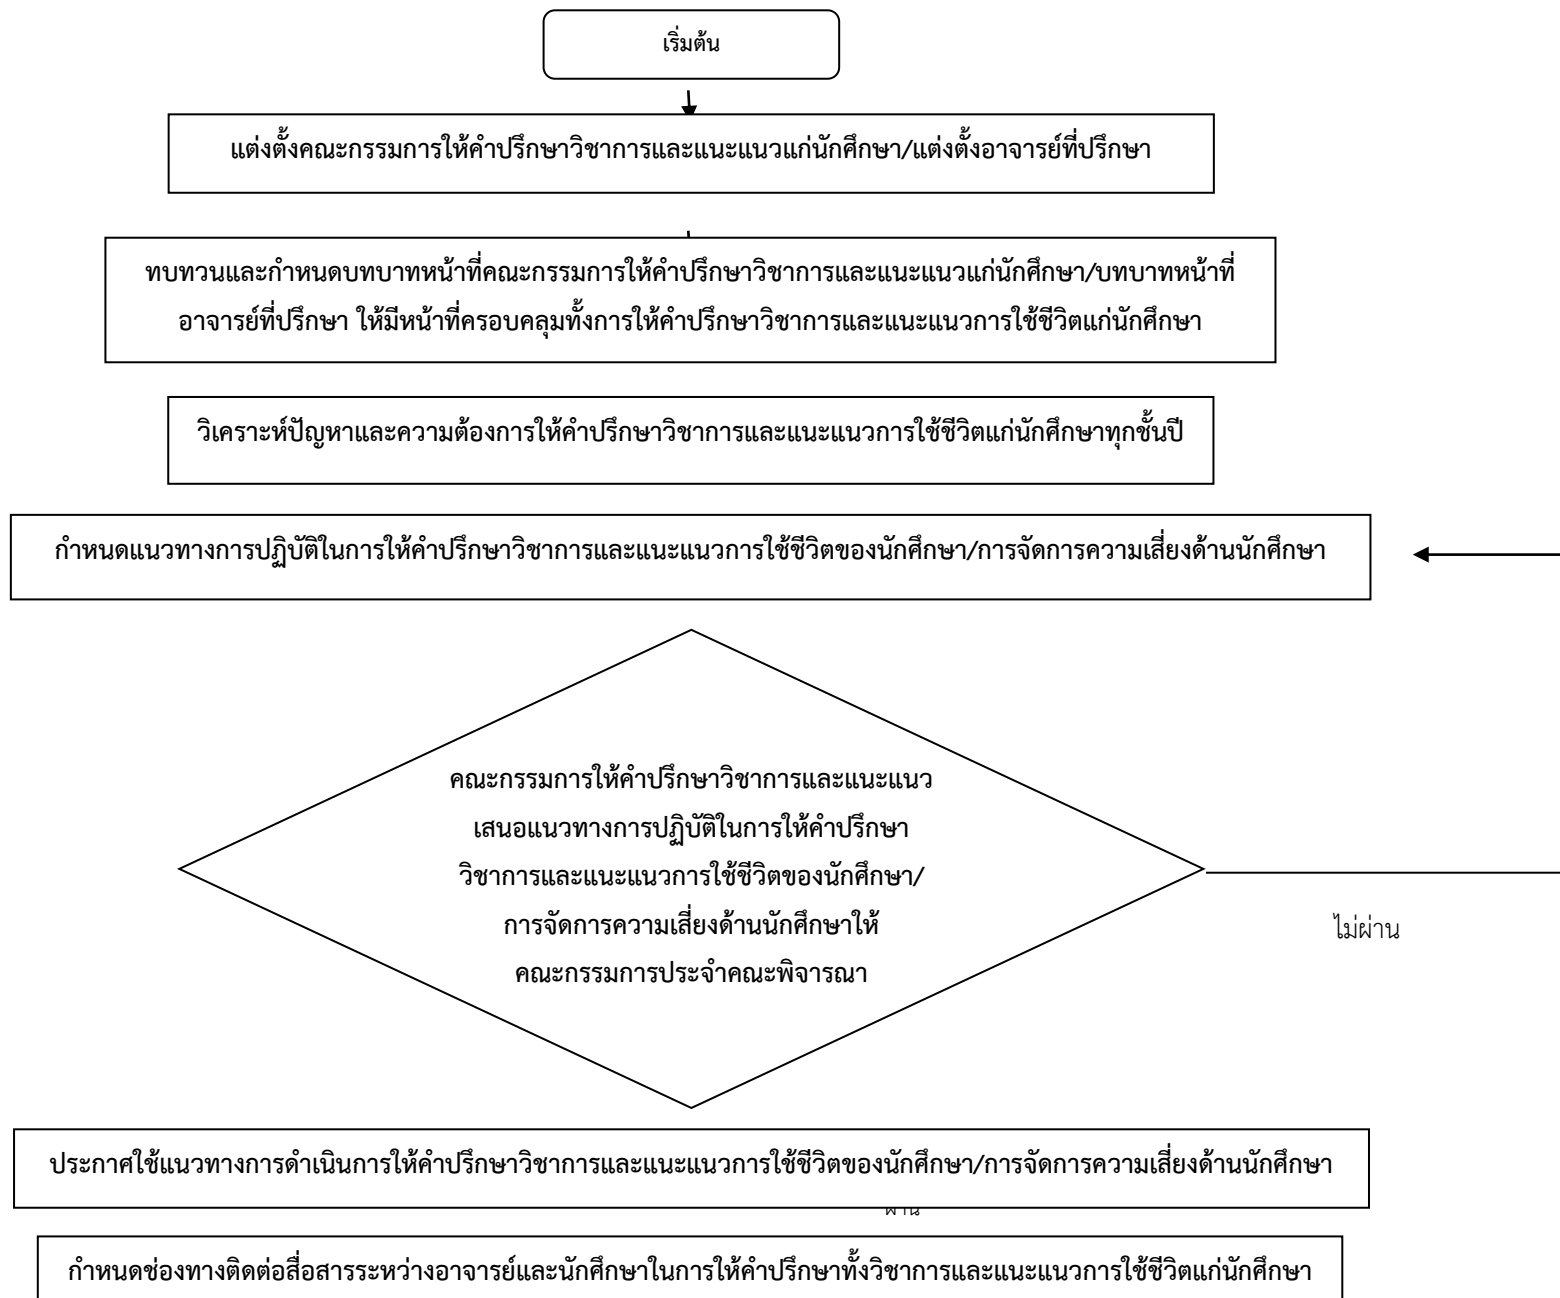 เริ่มต้น
แต่งตั้งคณะกรรมการให้คำปรึกษาวิชาการและแนะแนวแก่นักศึกษา/แต่งตั้งอาจารย์ที่ปรึกษา
ทบทวนและกำหนดบทบาทหน้าที่คณะกรรมการให้คำปรึกษาวิชาการและแนะแนวแก่นักศึกษา/บทบาทหน้าที่
อาจารย์ที่ปรึกษา ให้มีหน้าที่ครอบคลุมทั้งการให้คำปรึกษาวิชาการและแนะแนวการใช้ชีวิตแก่นักศึกษา
วิเคราะห์ปัญหาและความต้องการให้คำปรึกษาวิชาการและแนะแนวการใช้ชีวิตแก่นักศึกษาทุกชั้นปี
กำหนดแนวทางการปฏิบัติในการให้คำปรึกษาวิชาการและแนะแนวการใช้ชีวิตของนักศึกษา/การจัดการความเสี่ยงด้านนักศึกษา
คณะกรรมการให้คำปรึกษาวิชาการและแนะแนว
เสนอแนวทางการปฏิบัติในการให้คำปรึกษา
วิชาการและแนะแนวการใช้ชีวิตของนักศึกษา/
การจัดการความเสี่ยงด้านนักศึกษาให้
คณะกรรมการประจำคณะพิจารณา
ไม่ผ่าน
ประกาศใช้แนวทางการดำเนินการให้คำปรึกษาวิชาการและแนะแนวการใช้ชีวิตของนักศึกษา/การจัดการความเสี่ยงด้านนักศึกษา
ผ่าน
กำหนดช่องทางติดต่อสื่อสารระหว่างอาจารย์และนักศึกษาในการให้คำปรึกษาทั้งวิชาการและแนะแนวการใช้ชีวิตแก่นักศึกษา